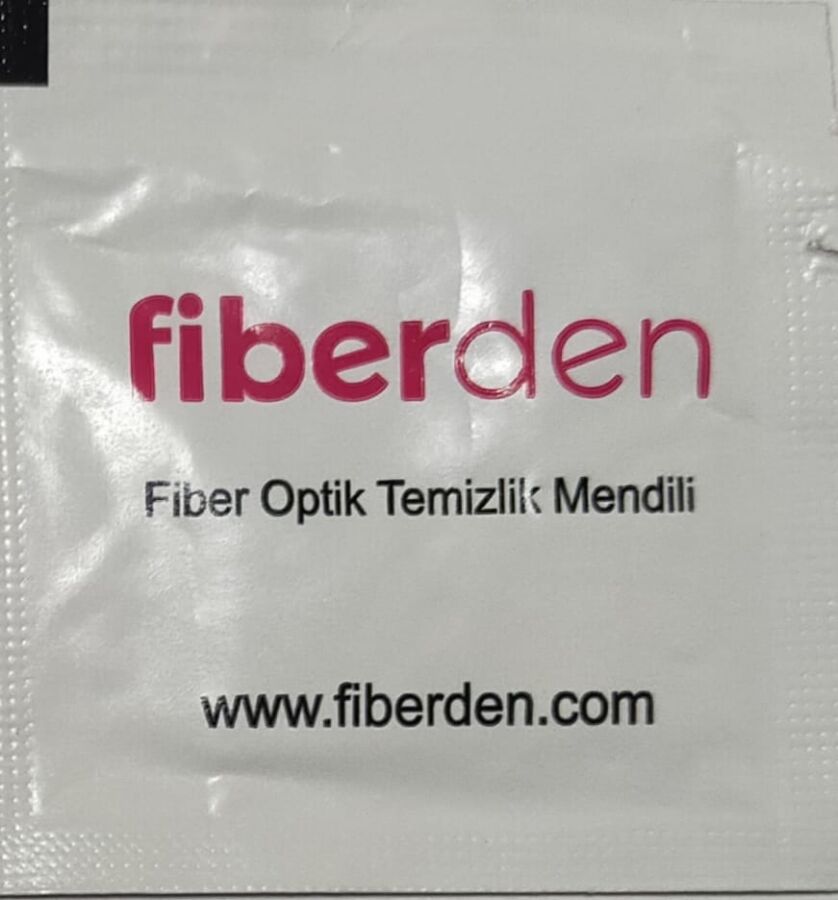 fiberden
Fiber Optik Temizlik Mendili
www.fiberden.com